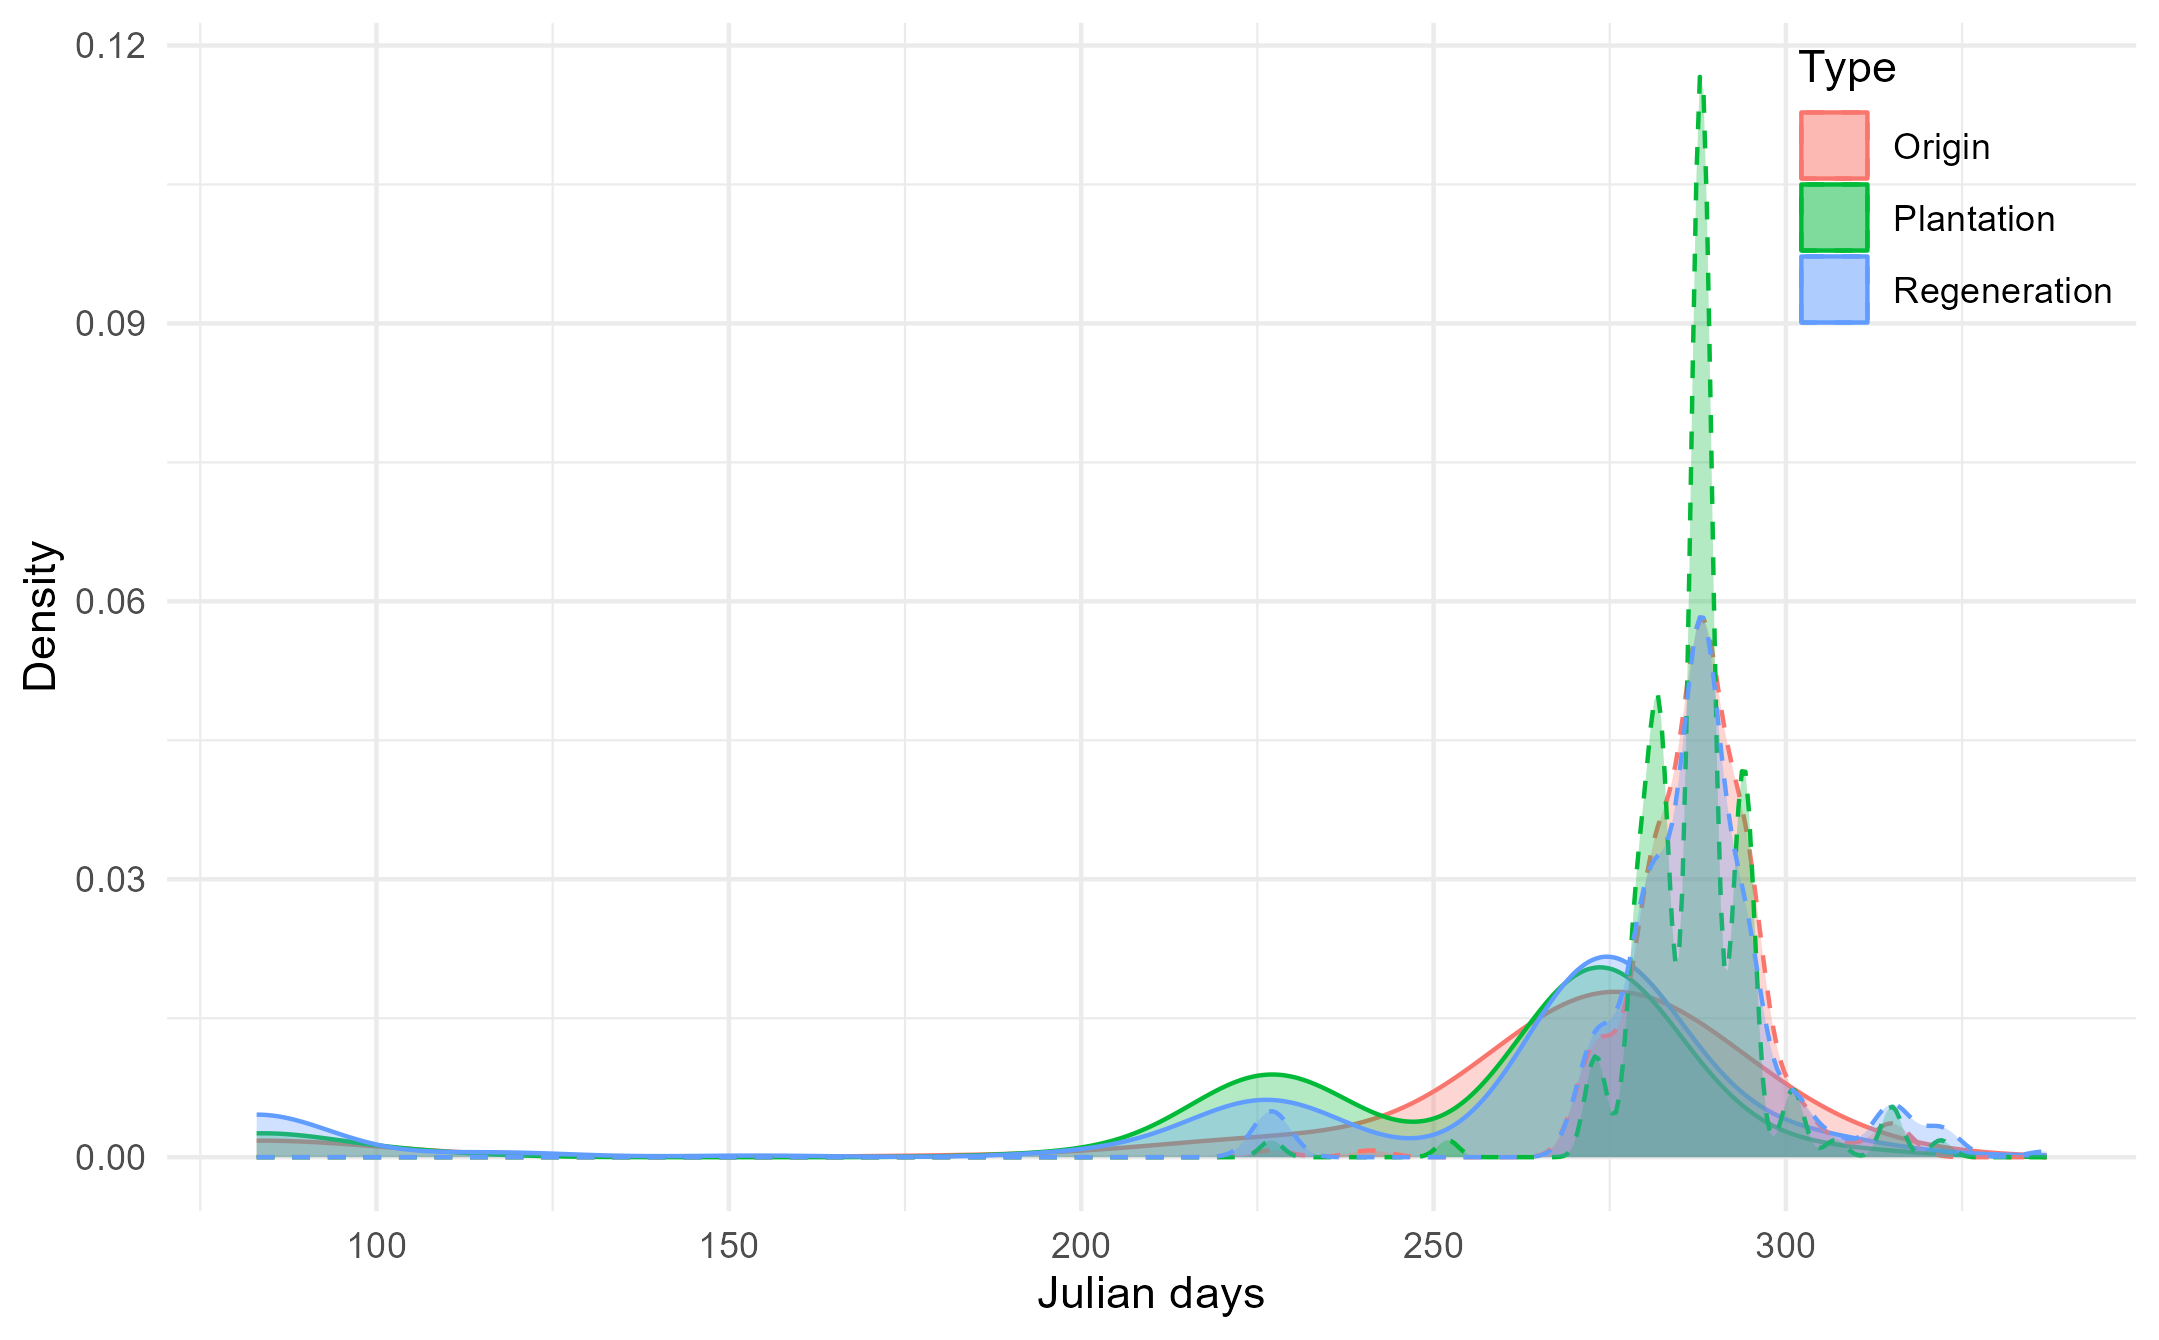 0.12
0.09
0.06
0.03
0.00
Density
100 150 200 250 300
Julian days
Type
Origin
Plantation
Regeneration